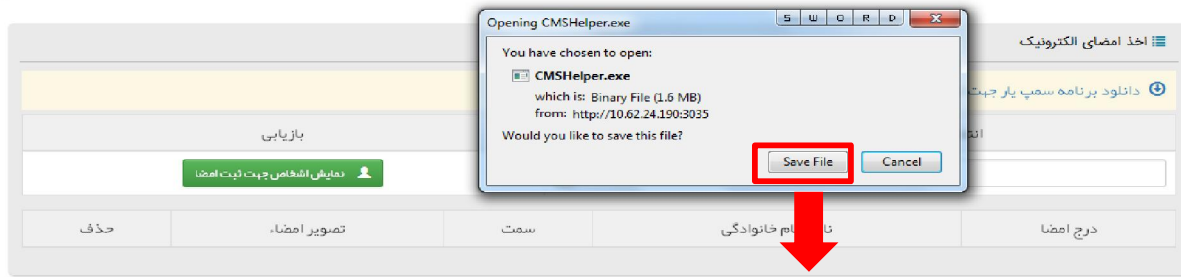 Opening CMSHelper.exe
S W O R D
You have chosen to open:
CMSHelper.exe
which is: Binary File (1.6 MB)
from: http://10.62.24.190:3035
Would you like to save this file?
Save File Cancel
اخذ امضای الکترونیک
دانلود برنامه سمپ یار جهت
بازیابی
نمایش اشخاص جهت ثبت امضا
درج امضا
خانوادگی
سمت
تصویر امضاء
حذف